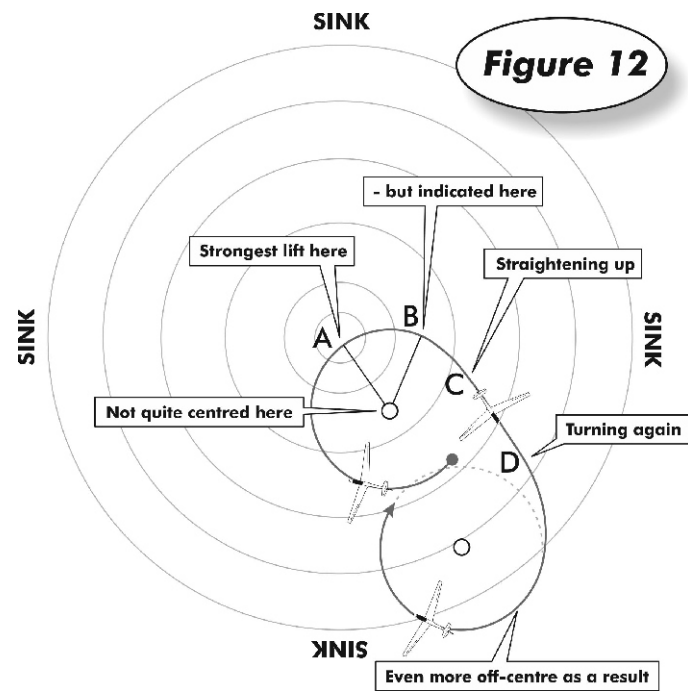 SINK
Figure 12
- but indicated here
Strongest lift here
Straightening up
B
A
SINK
SINK
C
Not quite centred here
Turning again
D
SINK
Even more off-centre as a result